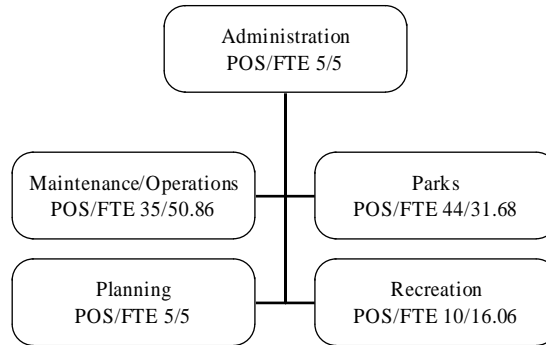 Administration
POS/FTE 5/5
Maintenance/Operations
POS/FTE 35/50.86
Parks
POS/FTE 44/31.68
Planning
POS/FTE 5/5
Recreation
POS/FTE 10/16.06